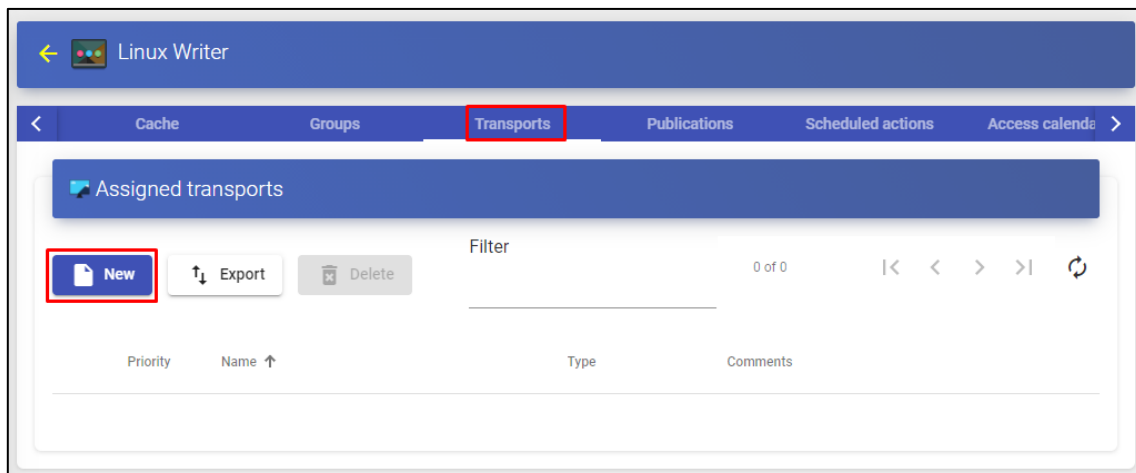 Linux Writer
Cache Groups Transports Publications Scheduled actions Access calenda
Assigned transports
Filter
New Export Delete 0 of 0
Priority Name Type Comments